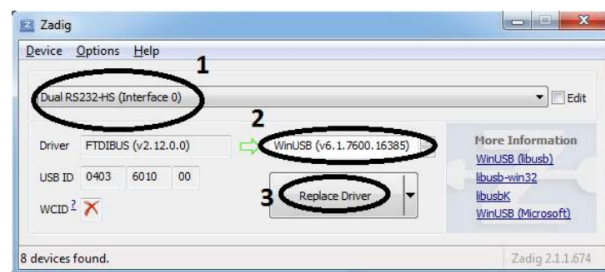 Zadig
Device Options Help
1
Dual RS232-HS (Interface 0)
Edit
2
Driver FTDIBUS (v2.12.0.0) WinUSB (v6.1.7600.16385)
More Information
WinUSB (libusb)
USB ID 0403 6010 00
libusb-win32
3 Replace Driver
libusbK
WCID ?
WinUSB (Microsoft)
8 devices found.
Zadig 2.1.1.674